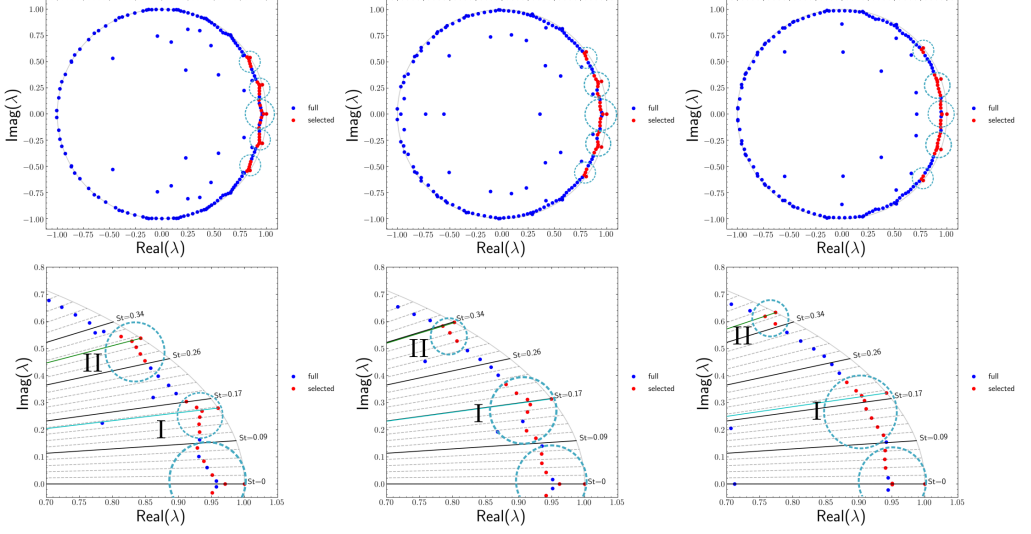 1.00
0.75
0.50
0.25
0.00
−0.25
−0.50
−0.75
−1.00
Imag(λ)
−1.00 −0.75 −0.50 −0.25 0.00 0.25 0.50 0.75 1.00
Real(λ)
full
selected
1.00
0.75
0.50
0.25
0.00
−0.25
−0.50
−0.75
−1.00
Imag(λ)
−1.00 −0.75 −0.50 −0.25 0.00 0.25 0.50 0.75 1.00
Real(λ)
full
selected
1.00
0.75
0.50
0.25
0.00
−0.25
−0.50
−0.75
−1.00
Imag(λ)
−1.00 −0.75 −0.50 −0.25 0.00 0.25 0.50 0.75 1.00
Real(λ)
full
selected
0.8
0.7
0.6
0.5
0.4
0.3
0.2
0.1
0.0
Imag(λ)
St=0.34
St=0.26
II
St=0.17
I
St=0.09
St=0
0.70 0.75 0.80 0.85 0.90 0.95 1.00 1.05
Real(λ)
full
selected
0.8
0.7
0.6
0.5
0.4
0.3
0.2
0.1
0.0
Imag(λ)
St=0.34
II
St=0.26
St=0.17
I
St=0.09
St=0
0.70 0.75 0.80 0.85 0.90 0.95 1.00 1.05
Real(λ)
full
selected
0.8
0.7
0.6
0.5
0.4
0.3
0.2
0.1
0.0
Imag(λ)
St=0.34
II
St=0.26
St=0.17
I
St=0.09
St=0
0.70 0.75 0.80 0.85 0.90 0.95 1.00 1.05
Real(λ)
full
selected